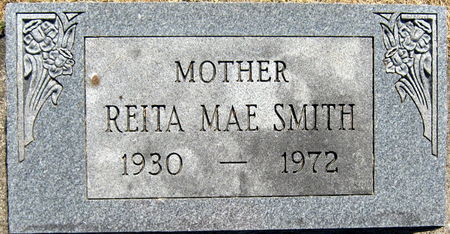 MOTHER
REITA MAE SMITH
1930 — 1972